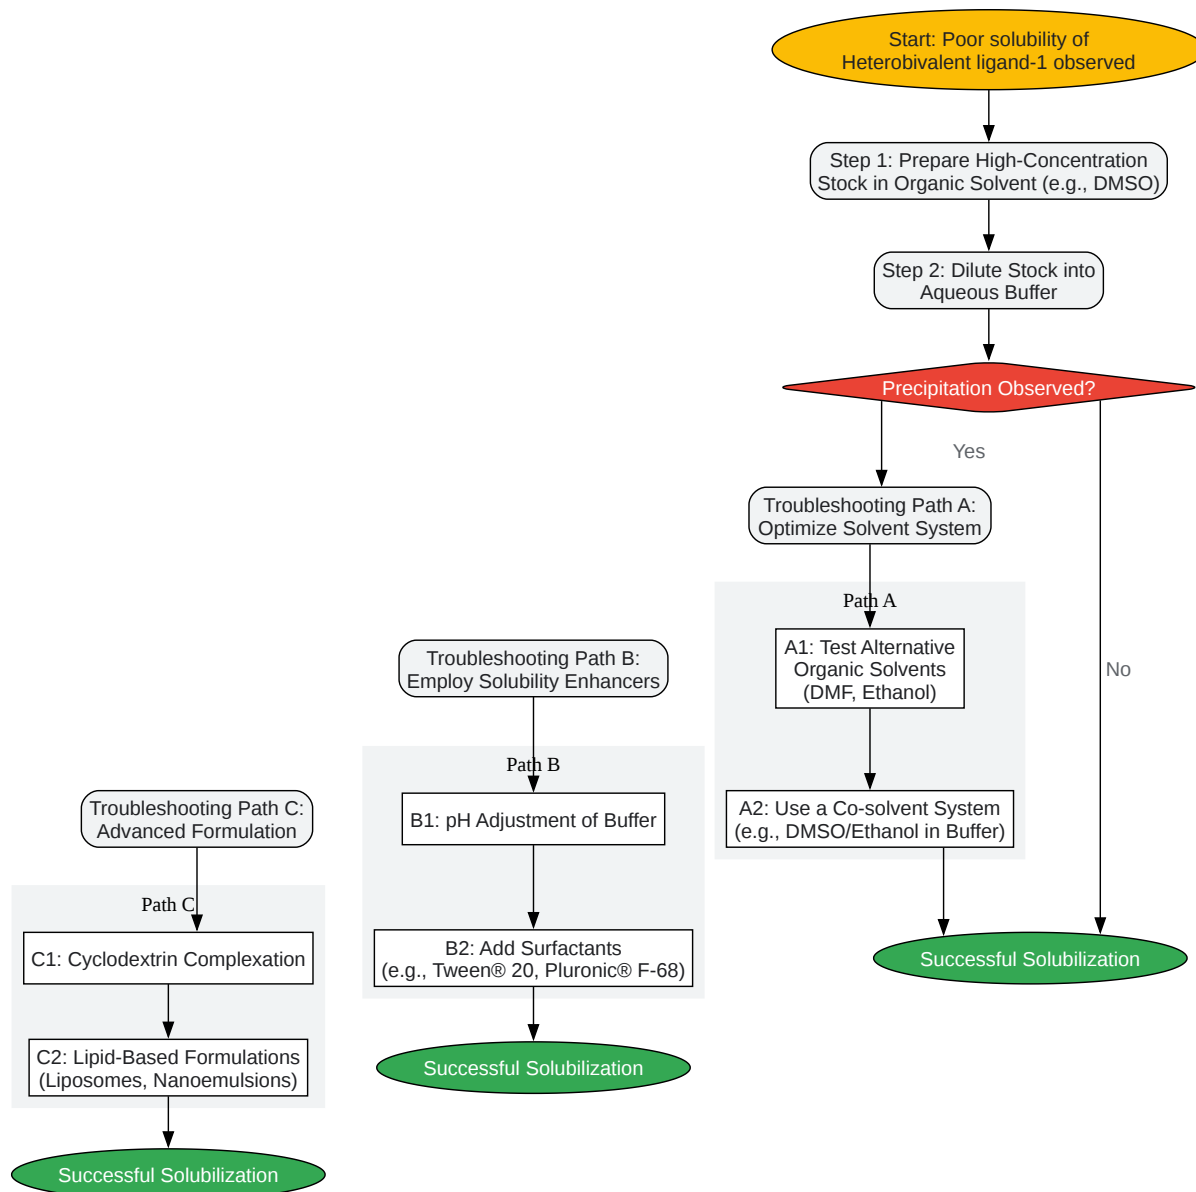 Start: Poor solubility of
Heterobivalent ligand-1 observed
Step 1: Prepare High-Concentration
Stock in Organic Solvent (e.g., DMSO)
Step 2: Dilute Stock into
Aqueous Buffer
Precipitation Observed?
Yes
No
Troubleshooting Path A:
Optimize Solvent System
Path A
A1: Test Alternative
Organic Solvents
(DMF, Ethanol)
A2: Use a Co-solvent System
(e.g., DMSO/Ethanol in Buffer)
Successful Solubilization
Troubleshooting Path B:
Employ Solubility Enhancers
Path B
B1: pH Adjustment of Buffer
B2: Add Surfactants
(e.g., Tween® 20, Pluronic® F-68)
Successful Solubilization
Troubleshooting Path C:
Advanced Formulation
Path C
C1: Cyclodextrin Complexation
C2: Lipid-Based Formulations
(Liposomes, Nanoemulsions)
Successful Solubilization